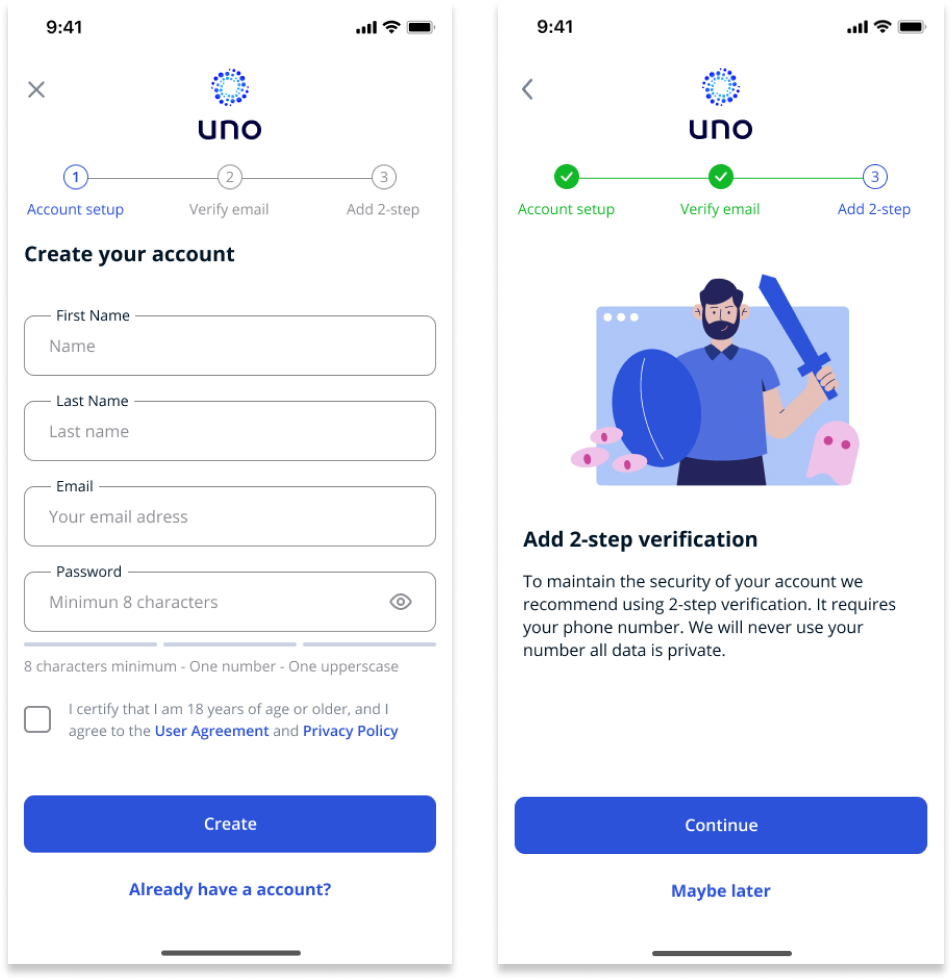 9:41
uno
1 2 3
Account setup Verify email Add 2-step
Create your account
First Name
Name
Last Name
Last name
Email
Your email adress
Password
Minimun 8 characters
8 characters minimum - One number - One upperscase
I certify that I am 18 years of age or older, and I
agree to the User Agreement and Privacy Policy
Create
Already have a account?
9:41
uno
3
Account setup Verify email Add 2-step
Add 2-step verification
To maintain the security of your account we
recommend using 2-step verification. It requires
your phone number. We will never use your
number all data is private.
Continue
Maybe later